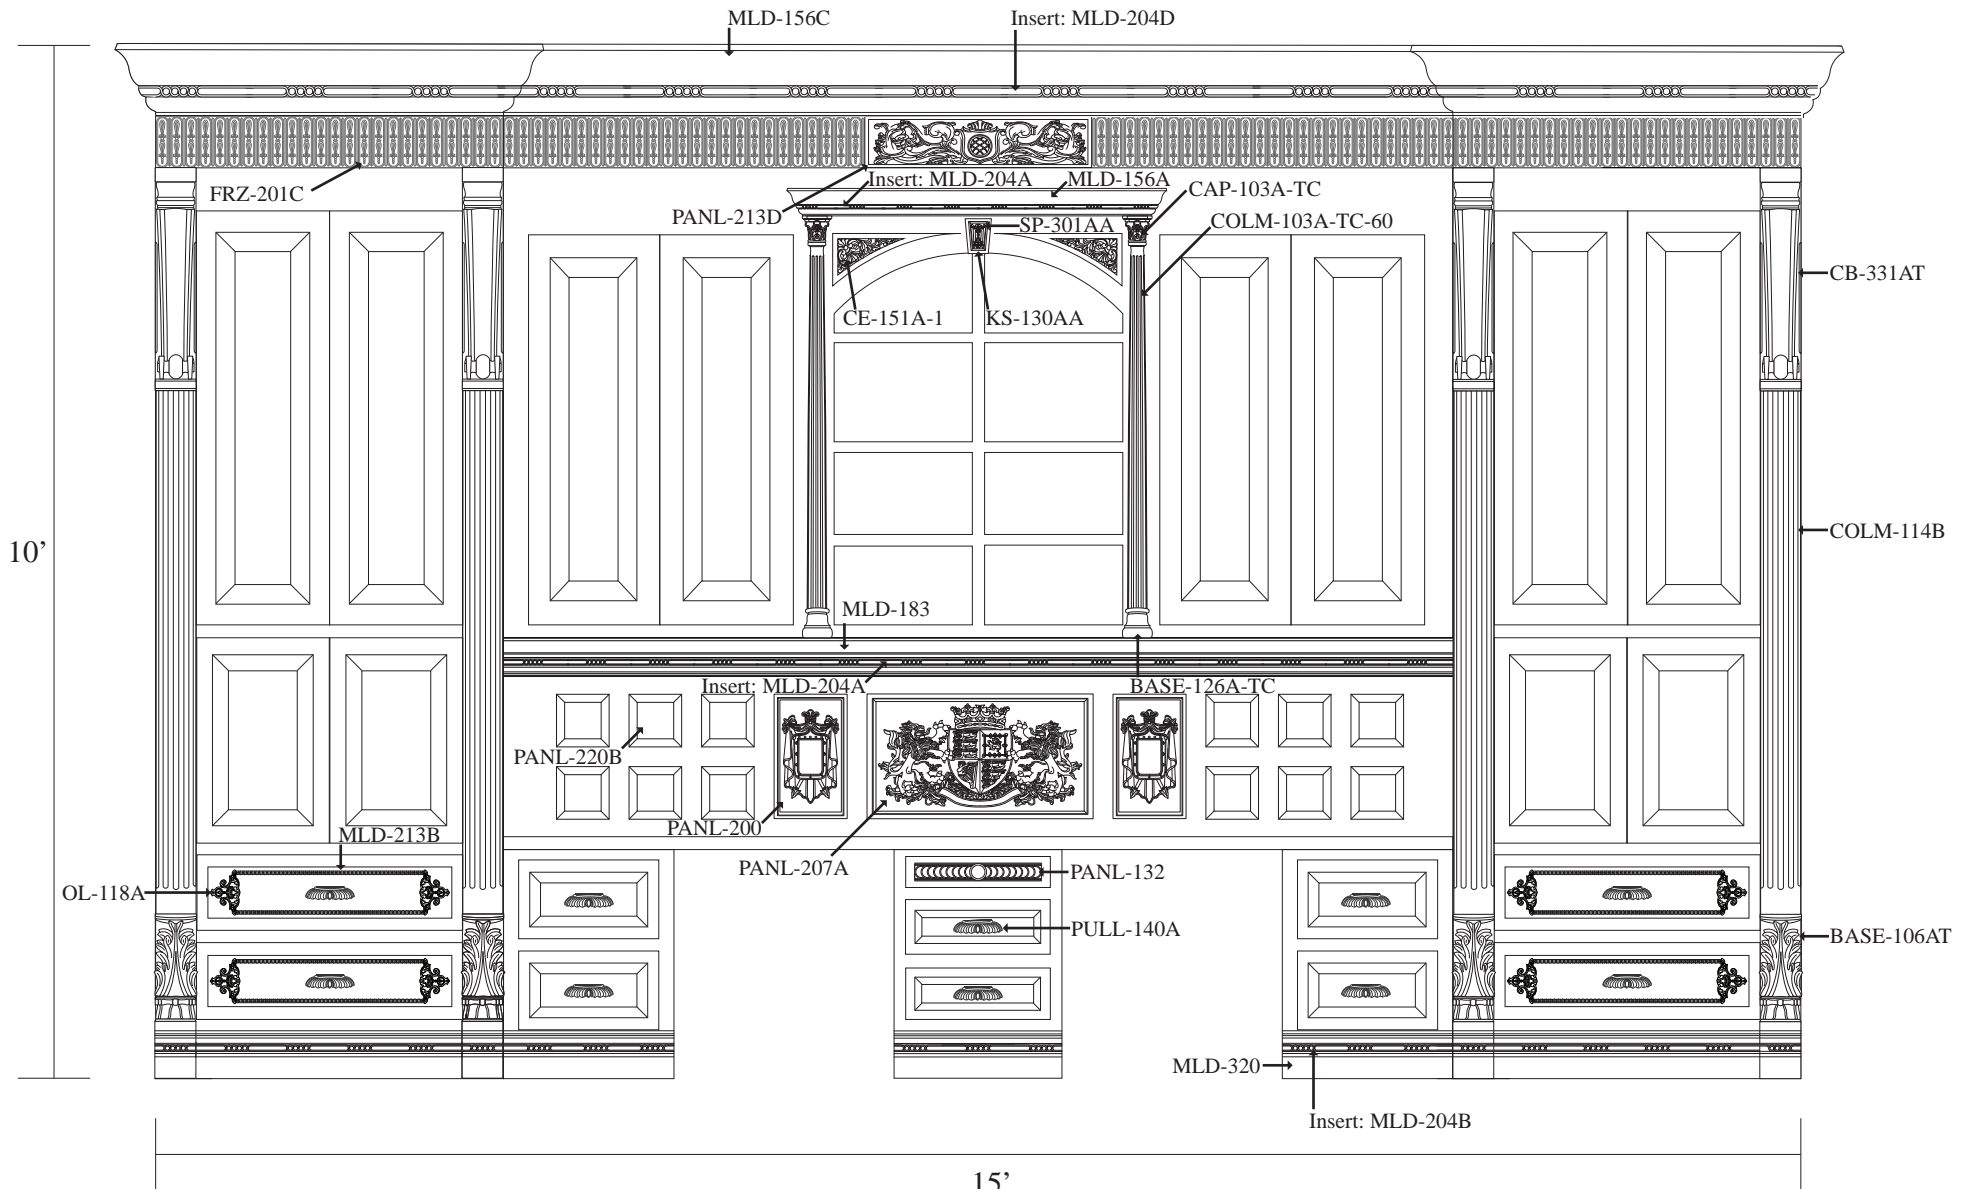 MLD-156C
Insert: MLD-204D
FRZ-201C
Insert: MLD-204A
MLD-156A
CAP-103A-TC
PANL-213D
SP-301AA
COLM-103A-TC-60
CB-331AT
CE-151A-1
KS-130AA
COLM-114B
10’
MLD-183
Insert: MLD-204A
BASE-126A-TC
PANL-220B
PANL-200
MLD-213B
PANL-207A
PANL-132
OL-118A
PULL-140A
BASE-106AT
MLD-320
Insert: MLD-204B
15’